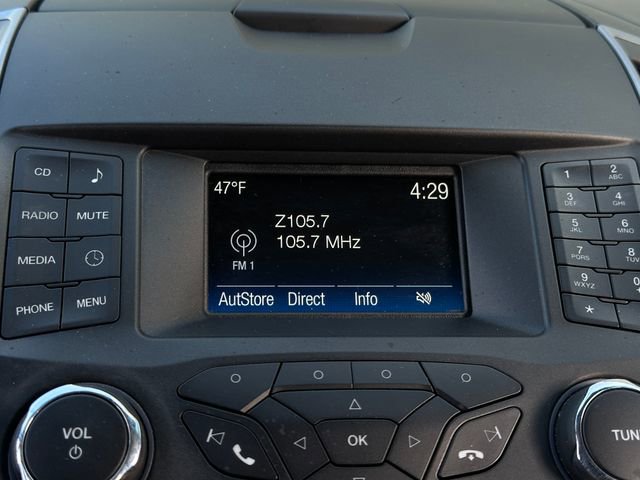 47°F 4:29
Z105.7
105.7 MHz
FM 1
AutoStore Direct Info
CD
RADIO MUTE
MEDIA
PHONE MENU
1 2 ABC
3 DEF 4 GHI
5 JKL 6 MNO
7 PQRS 8 TUV
9 WXYZ 0 +
*
VOL
OK
TUN